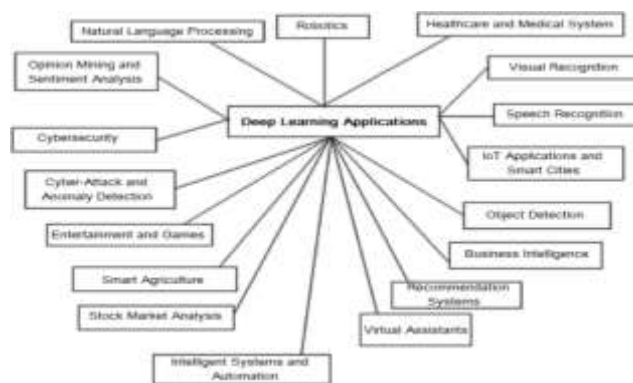 Natural Language Processing
Robotics
Healthcare and Medical System
Opinion Mining and
Sentiment Analysis
Visual Recognition
Deep Learning Applications
Speech Recognition
Cybersecurity
IoT Applications and
Smart Cities
Cyber-Attack and
Anomaly Detection
Object Detection
Entertainment and Games
Business Intelligence
Smart Agriculture
Recommendation
Systems
Stock Market Analysis
Virtual Assistants
Intelligent Systems and
Automation